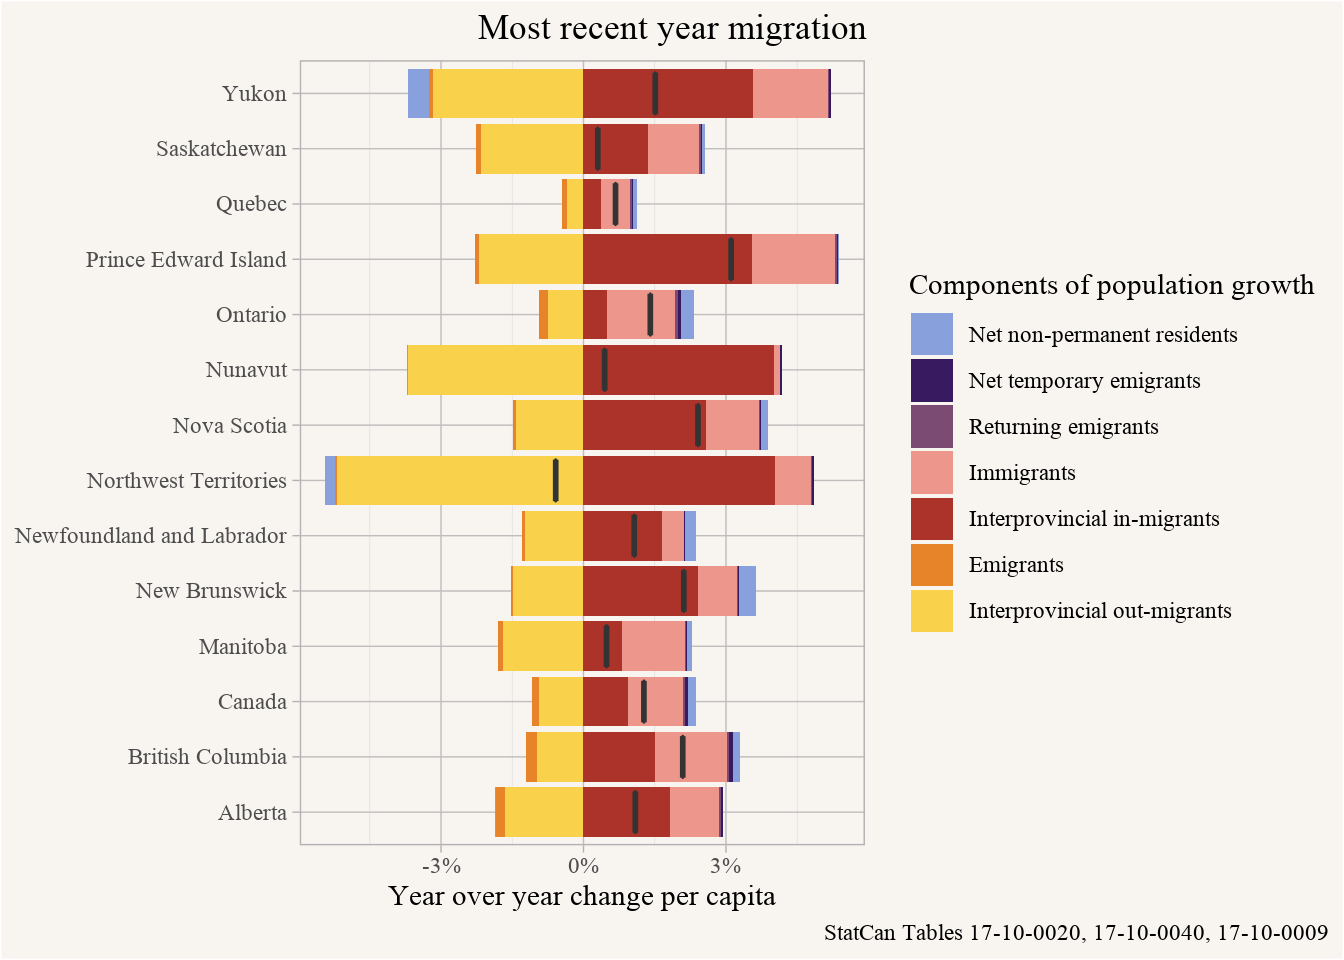 Most recent year migration
Yukon
Saskatchewan
Quebec
Prince Edward Island
Ontario
Nunavut
Nova Scotia
Northwest Territories
Newfoundland and Labrador
New Brunswick
Manitoba
Canada
British Columbia
Alberta
-3% 0% 3%
Year over year change per capita
Components of population growth
Net non-permanent residents
Net temporary emigrants
Returning emigrants
Immigrants
Interprovincial in-migrants
Emigrants
Interprovincial out-migrants
StatCan Tables 17-10-0020, 17-10-0040, 17-10-0009